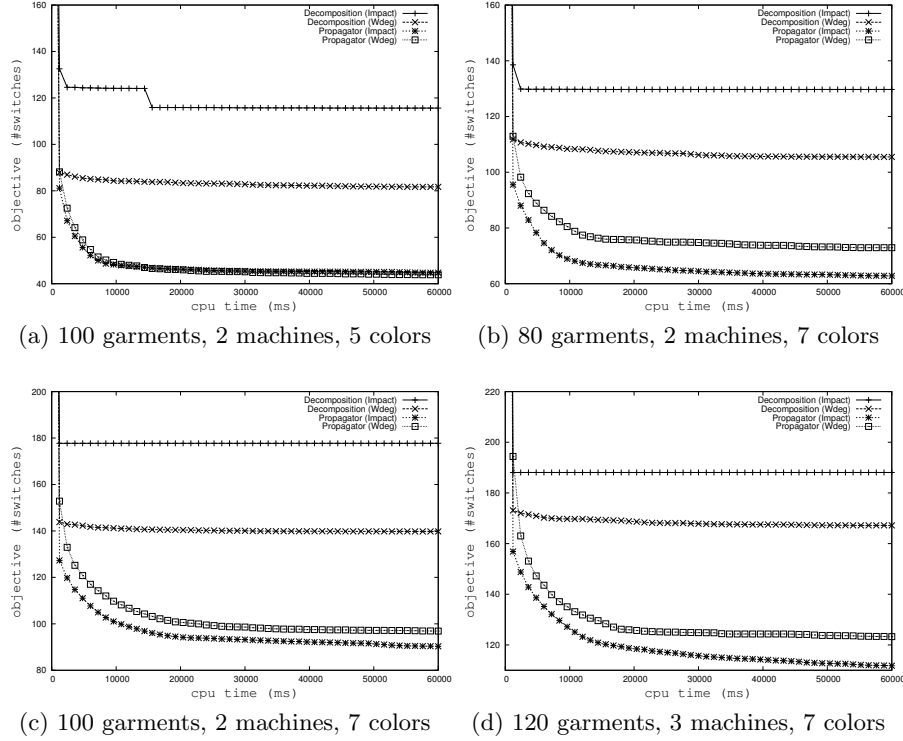 160
140
120
100
80
60
40
0
10000
20000
30000
40000
50000
60000
objective (#switches)
cpu time (ms)
Decomposition (Impact)
Decomposition (Wdeg)
Propagator (Impact)
Propagator (Wdeg)
(a) 100 garments, 2 machines, 5 colors
160
140
120
100
80
60
0
10000
20000
30000
40000
50000
60000
objective (#switches)
cpu time (ms)
Decomposition (Impact)
Decomposition (Wdeg)
Propagator (Impact)
Propagator (Wdeg)
(b) 80 garments, 2 machines, 7 colors
200
180
160
140
120
100
80
0
10000
20000
30000
40000
50000
60000
objective (#switches)
cpu time (ms)
Decomposition (Impact)
Decomposition (Wdeg)
Propagator (Impact)
Propagator (Wdeg)
(c) 100 garments, 2 machines, 7 colors
220
200
180
160
140
120
0
10000
20000
30000
40000
50000
60000
objective (#switches)
cpu time (ms)
Decomposition (Impact)
Decomposition (Wdeg)
Propagator (Impact)
Propagator (Wdeg)
(d) 120 garments, 3 machines, 7 colors